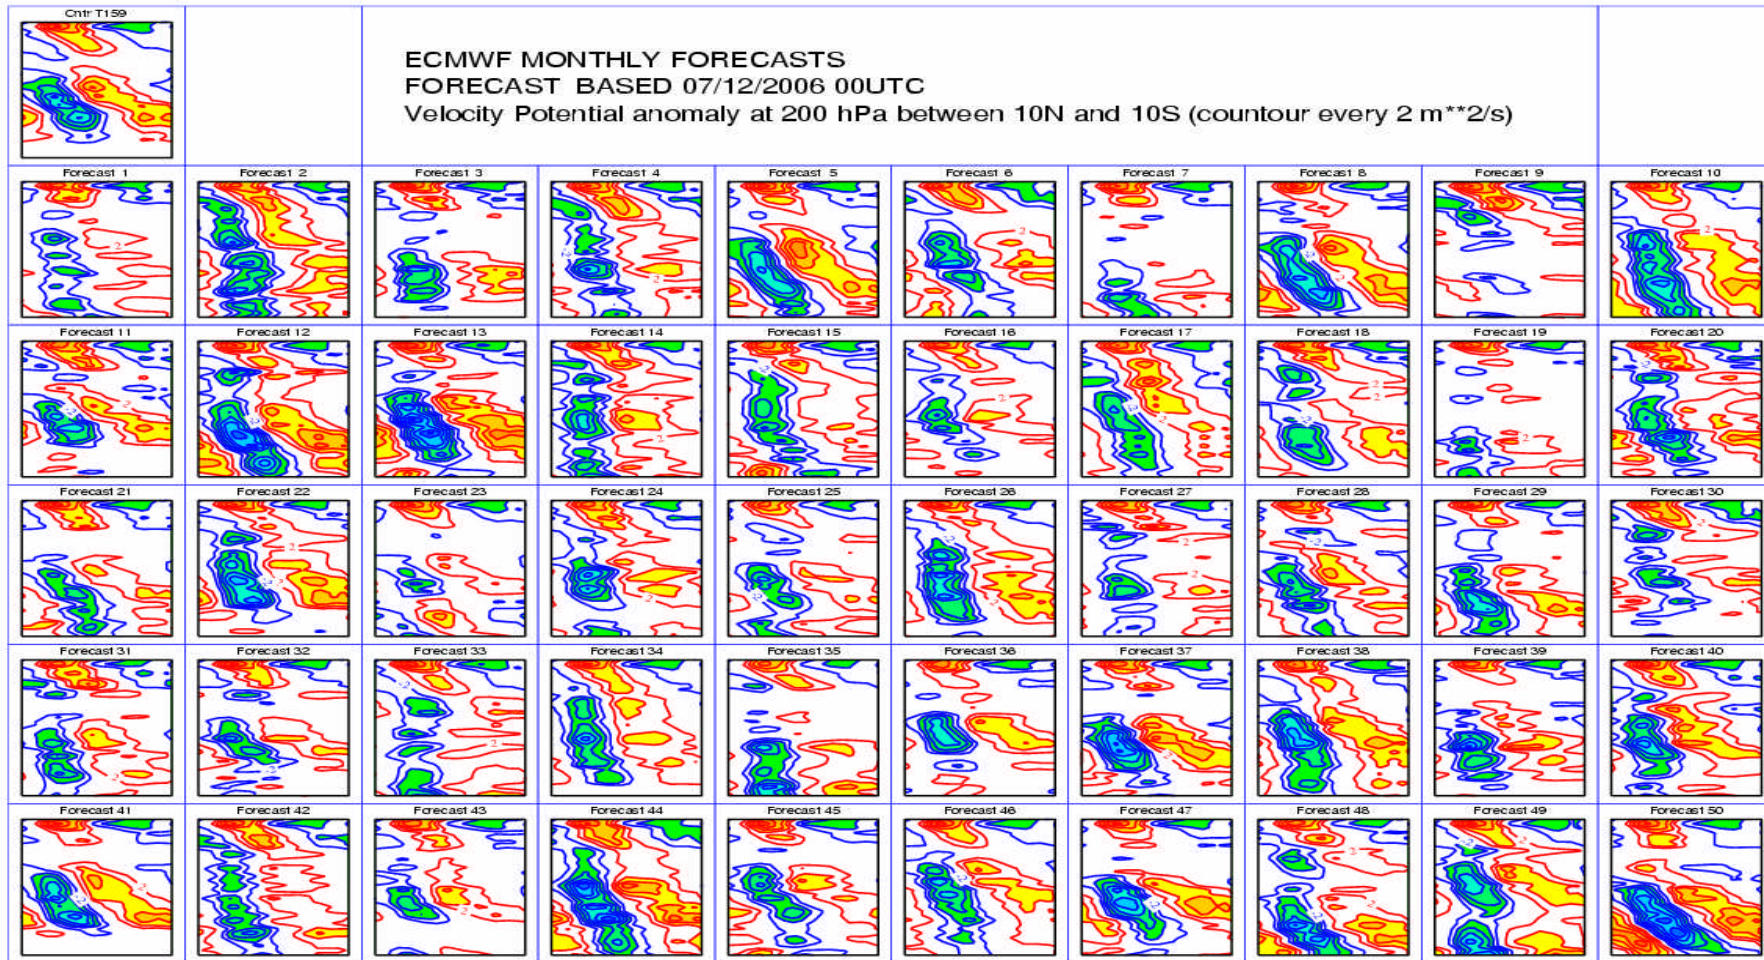 Cntr T159
ECMWF MONTHLY FORECASTS
FORECAST BASED 07/12/2006 00UTC
Velocity Potential anomaly at 200 hPa between 10N and 10S (countour every 2 m**2/s)
Forecast 1 Forecast 2 Forecast 3 Forecast 4 Forecast 5 Forecast 6 Forecast 7 Forecast 8 Forecast 9 Forecast 10
Forecast 11 Forecast 12 Forecast 13 Forecast 14 Forecast 15 Forecast 16 Forecast 17 Forecast 18 Forecast 19 Forecast 20
Forecast 21 Forecast 22 Forecast 23 Forecast 24 Forecast 25 Forecast 26 Forecast 27 Forecast 28 Forecast 29 Forecast 30
Forecast 31 Forecast 32 Forecast 33 Forecast 34 Forecast 35 Forecast 36 Forecast 37 Forecast 38 Forecast 39 Forecast 40
Forecast 41 Forecast 42 Forecast 43 Forecast 44 Forecast 45 Forecast 46 Forecast 47 Forecast 48 Forecast 49 Forecast 50